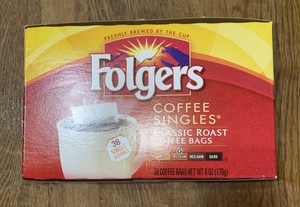 FRESHLY BREWED BY THE CUP
Folgers
COFFEE
SINGLES®
CLASSIC ROAST
COFFEE BAGS
38
MED-DARK DARK
38 COFFEE BAGS NET WT 6 OZ (170g)